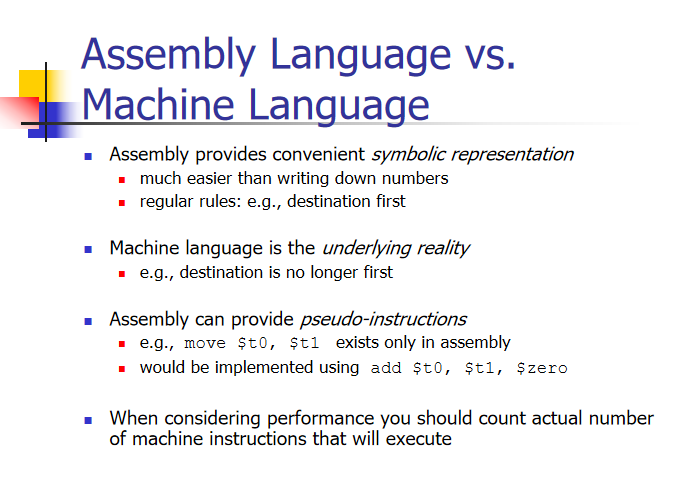 Assembly Language vs.
Machine Language
Assembly provides convenient symbolic representation
much easier than writing down numbers
regular rules: e.g., destination first
Machine language is the underlying reality
e.g., destination is no longer first
Assembly can provide pseudo-instructions
e.g., move $t0, $t1 exists only in assembly
would be implemented using add $t0, $t1, $zero
When considering performance you should count actual number
of machine instructions that will execute